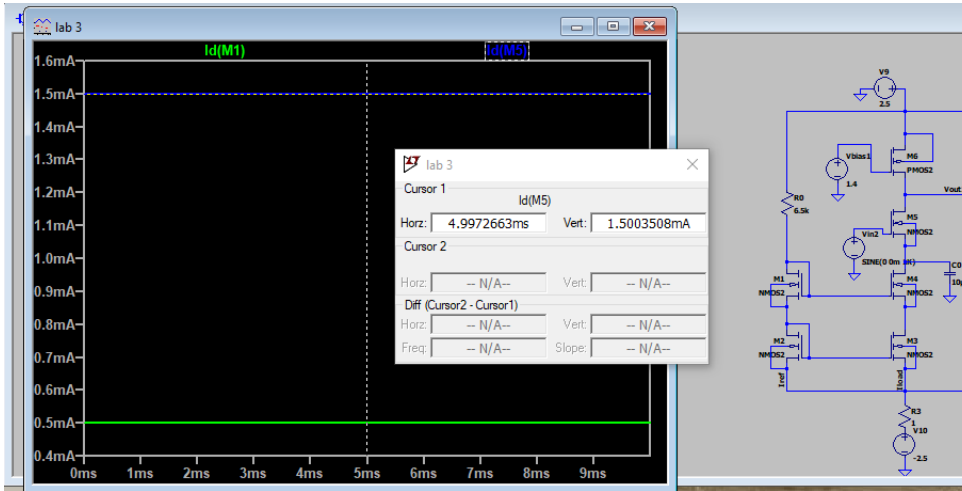 lab 3
Id(M1)
Id(M5)
1.6mA
1.5mA
1.4mA
1.3mA
1.2mA
1.1mA
1.0mA
0.9mA
0.8mA
0.7mA
0.6mA
0.5mA
0.4mA
0ms
1ms
2ms
3ms
4ms
5ms
6ms
7ms
8ms
9ms
lab 3
Cursor 1
Id(M5)
Horz: 4.9972663ms Vert: 1.5003508mA
Cursor 2
Horz: -- N/A-- Vert: -- N/A--
Diff (Cursor2 - Cursor1)
Horz: -- N/A-- Vert: -- N/A--
Freq: -- N/A-- Slope: -- N/A--
V9
2.5
Vbias1
1.4
M6
PMOS2
Vout
R0
6.5k
M5
NMOS2
Vin2
SINE(0 0m
M1
NMOS2
M4
NMOS2
C0
M2
NMOS2
M3
NMOS2
Iref
Iload
R3
1
V10
-2.5